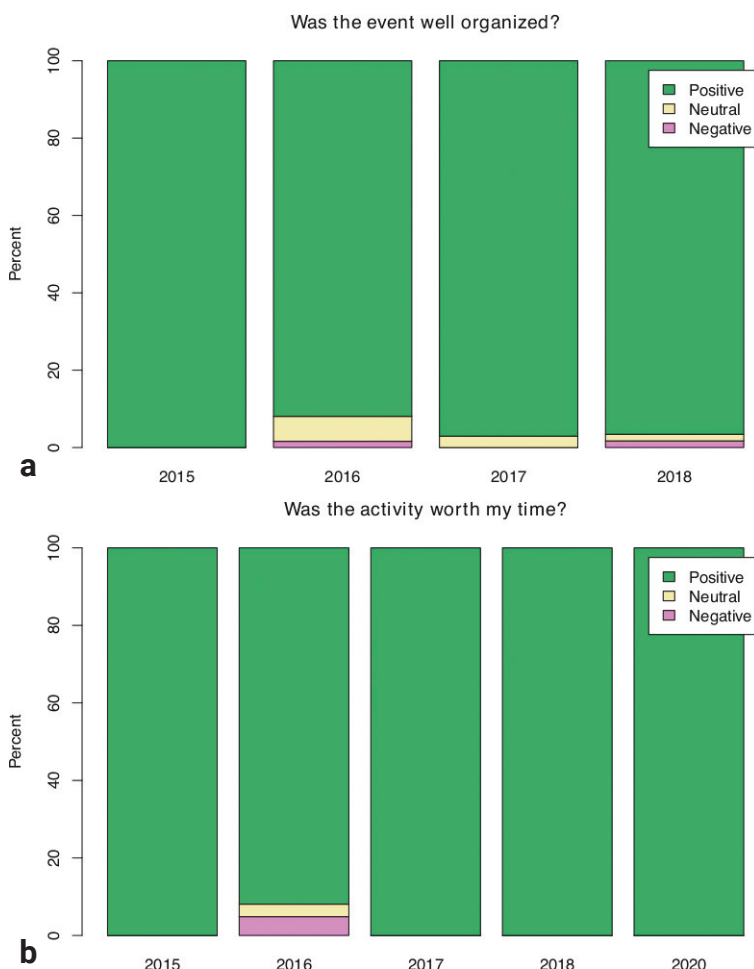 Was the event well organized?
100
80
60
40
20
0
Percent
Positive
Neutral
Negative
a
2015 2016 2017 2018
Was the activity worth my time?
100
80
60
40
20
0
Percent
Positive
Neutral
Negative
b
2015 2016 2017 2018 2020